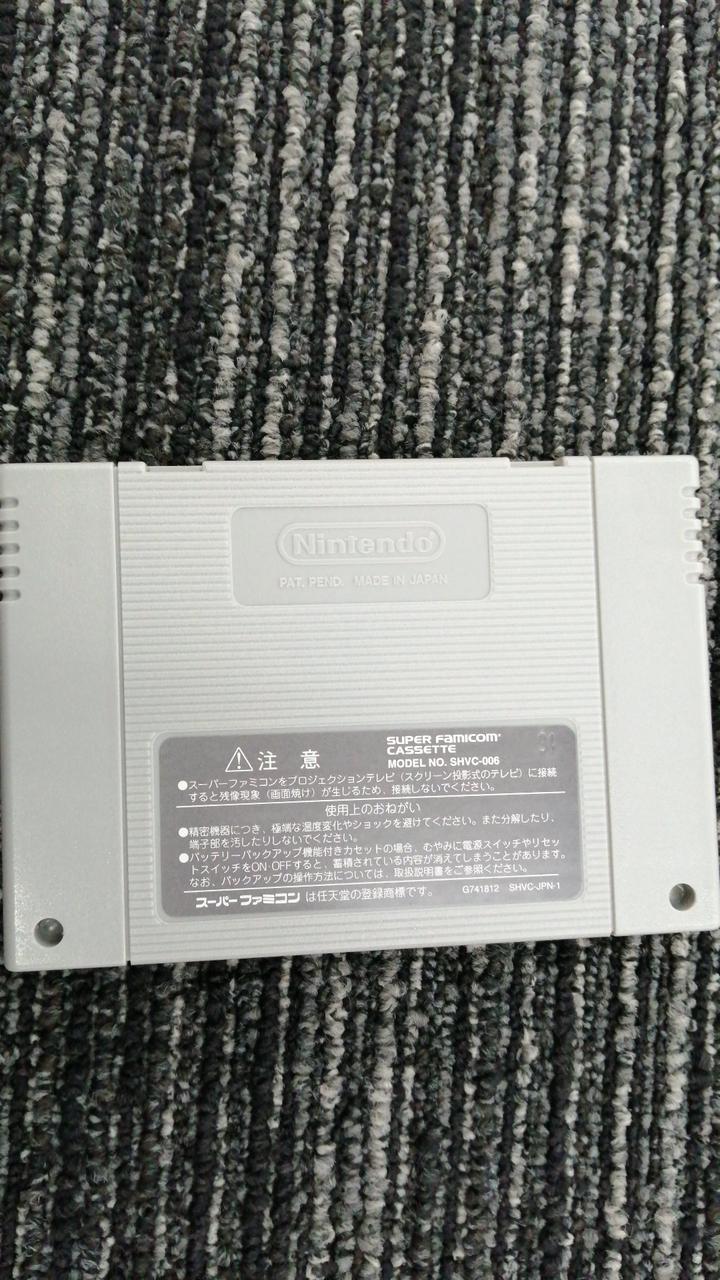 Nintendo
PAT. PEND. MADE IN JAPAN
注意
SUPER FAMICOM
CASSETTE
MODEL NO. SHVC-006
●スーパーファミコンをプロジェクションテレビ(スクリーン投影式のテレビ)に接続
すると残像現象(画面焼け)が生じるため、接続しないでください。
使用上のおねがい
●精密機器につき、極端な温度変化やショックを避けてください。また分解したり、
端子部を汚したりしないでください。
●バッテリーバックアップ機能付きカセットの場合、むやみに電源スイッチやリセッ
トスイッチをON・OFFすると、蓄積されている内容が消えてしまうことがあります。
なお、バックアップの操作方法については、取扱説明書をご参照ください。
スーパーファミコンは任天堂の登録商標です。 G741812 SHVC-JPN-1